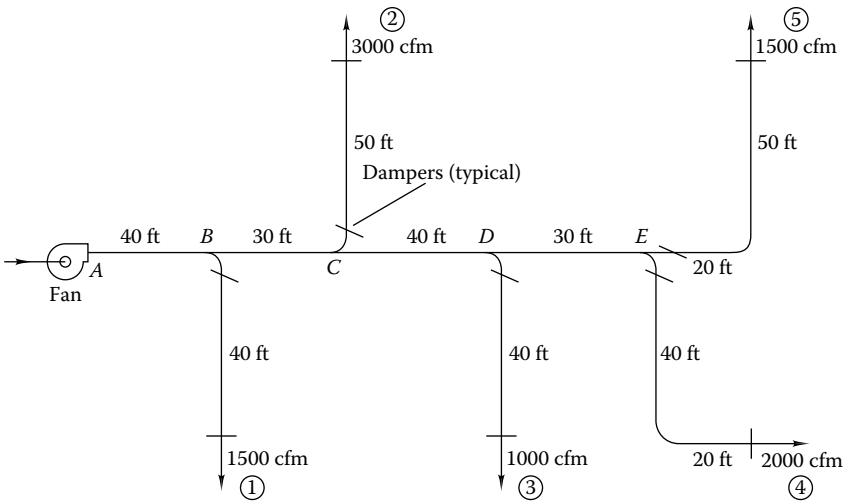 ②
3000 cfm
⑤
1500 cfm
50 ft
50 ft
Dampers (typical)
40 ft
B
30 ft
40 ft
D
30 ft
E
A
C
20 ft
Fan
40 ft
40 ft
40 ft
1500 cfm
①
1000 cfm
③
20 ft
2000 cfm
④